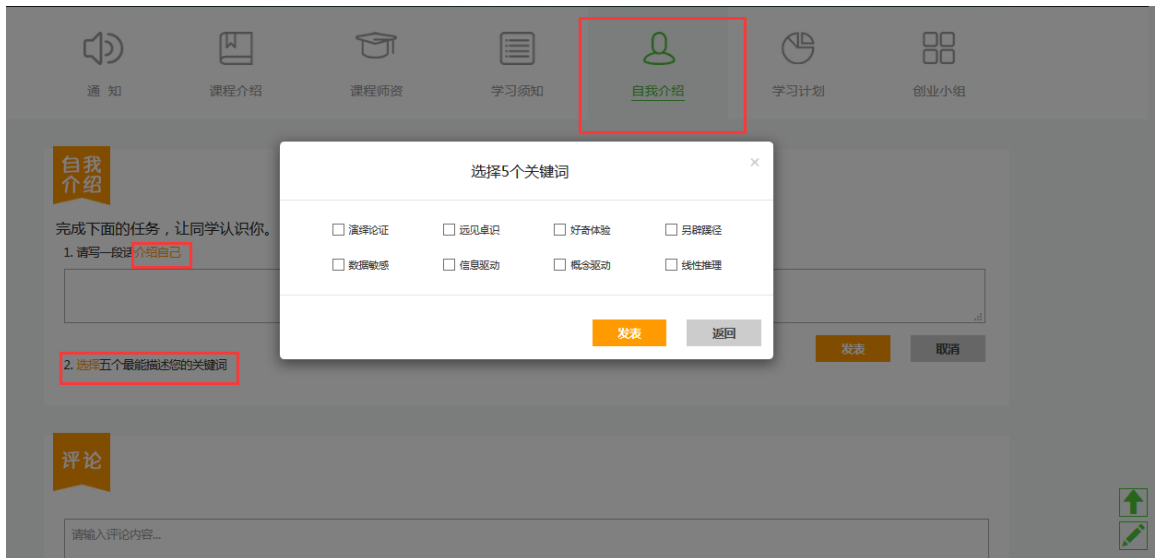 通 知 课程介绍 课程师资 学习须知 自我介绍 学习计划 创业小组
自我
介绍
选择5个关键词 ×
完成下面的任务，让同学认识你。
1. 请写一段话介绍自己
演绎论证 远见卓识 好奇体验 另辟蹊径
数据敏感 信息驱动 概念驱动 线性推理
发表 返回
发表 取消
2. 选择五个最能描述您的关键词
评论
请输入评论内容...